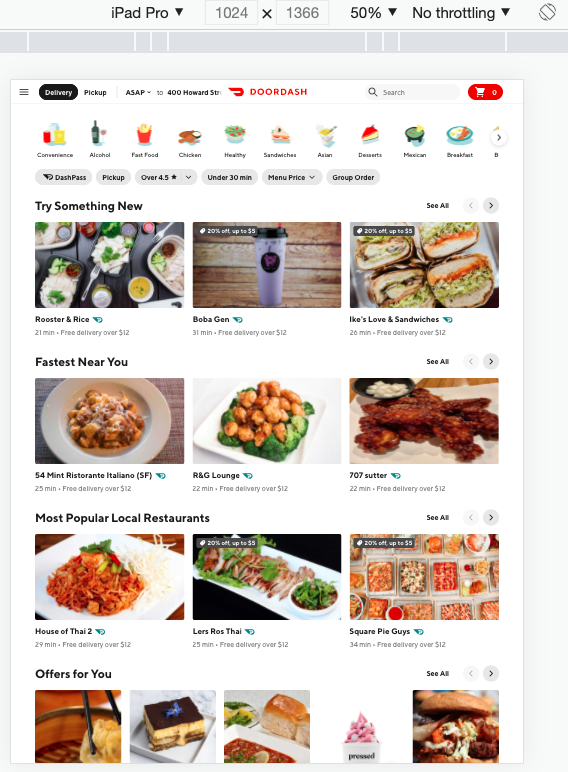 iPad Pro ▼ 1024 × 1366 50% ▼ No throttling ▼
Delivery Pickup ASAP to 400 Howard Str DOORDASH Search 0
Convenience Alcohol Fast Food Chicken Healthy Sandwiches Asian Desserts Mexican Breakfast B
DashPass Pickup Over 4.5 ★ Under 30 min Menu Price Group Order
Try Something New See All
20% off, up to $5 20% off, up to $5
Rooster & Rice Boba Gen Ike's Love & Sandwiches
21 min • Free delivery over $12 31 min • Free delivery over $12 26 min • Free delivery over $12
Fastest Near You See All
54 Mint Ristorante Italiano (SF) R&G Lounge 707 sutter
25 min • Free delivery over $12 22 min • Free delivery over $12 22 min • Free delivery over $12
Most Popular Local Restaurants See All
20% off, up to $5 20% off, up to $5
House of Thai 2 Lers Ros Thai Square Pie Guys
29 min • Free delivery over $12 25 min • Free delivery over $12 34 min • Free delivery over $12
Offers for You See All
pressed